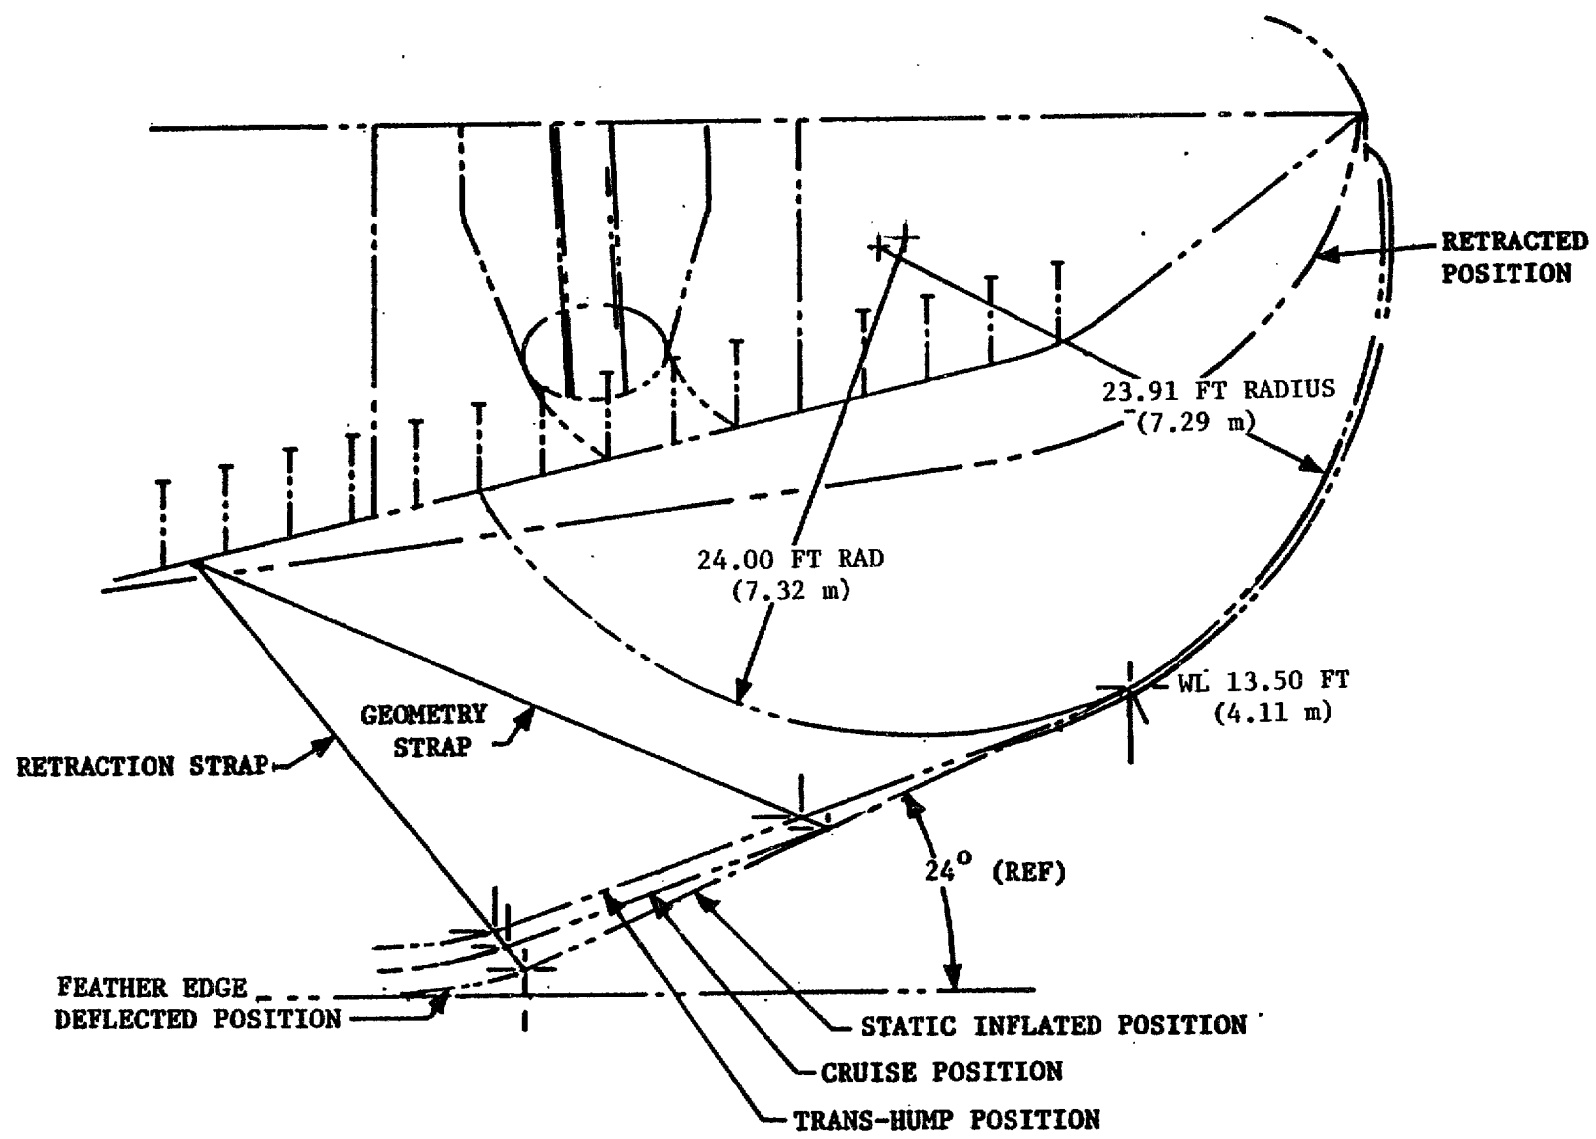 RETRACTED
POSITION
23.91 FT RADIUS
(7.29 m)
24.00 FT RAD
(7.32 m)
WL 13.50 FT
(4.11 m)
GEOMETRY
STRAP
RETRACTION STRAP
24° (REF)
FEATHER EDGE
DEFLECTED POSITION
STATIC INFLATED POSITION
CRUISE POSITION
TRANS-HUMP POSITION